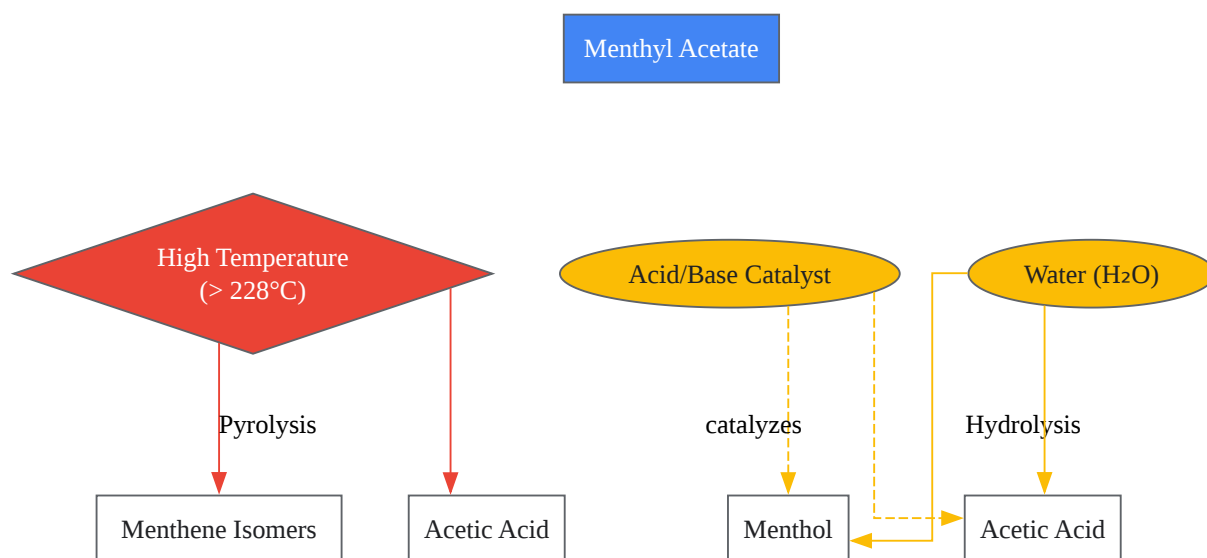 Menthyl Acetate
High Temperature
(> 228°C)
Acid/Base Catalyst
Water (H₂O)
Pyrolysis
catalyzes
Hydrolysis
Menthene Isomers
Acetic Acid
Menthol
Acetic Acid